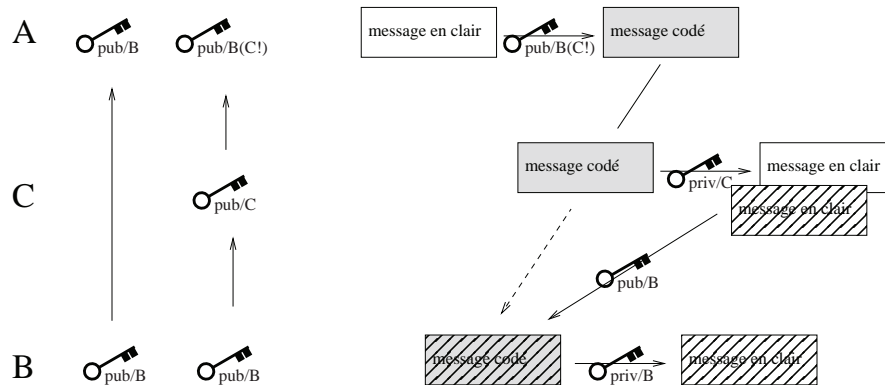 A
pub/B
pub/B(C!)
message en clair
pub/B(C!)
message codé
C
pub/C
message codé
priv/C
message en clair
message en clair
pub/B
B
pub/B
pub/B
message codé
priv/B
message en clair